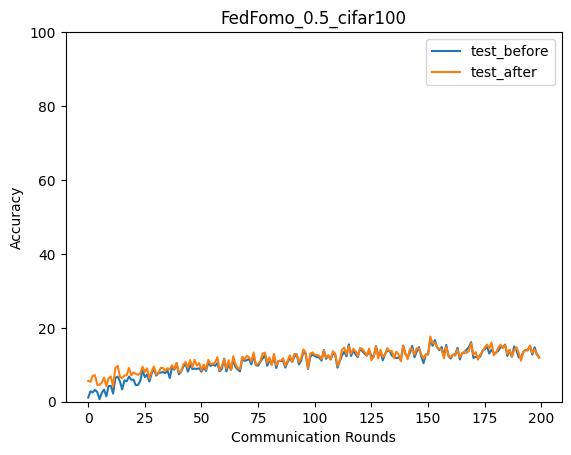 FedFomo_0.5_cifar100
test_before
test_after
Accuracy
100
80
60
40
20
0
0 25 50 75 100 125 150 175 200
Communication Rounds